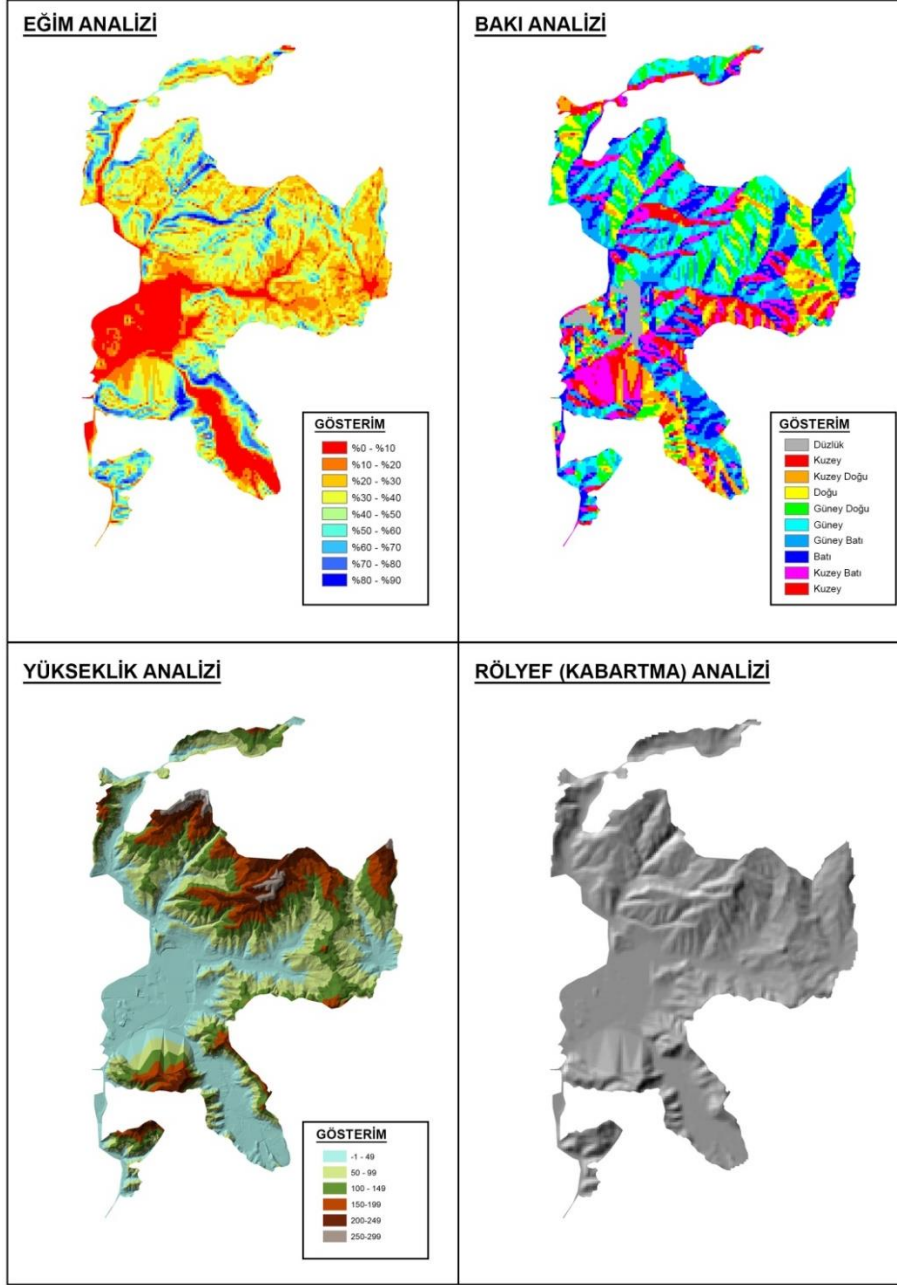 EĞİM ANALİZİ
GÖSTERİM
%0 - %10
%10 - %20
%20 - %30
%30 - %40
%40 - %50
%50 - %60
%60 - %70
%70 - %80
%80 - %90
BAKI ANALİZİ
GÖSTERİM
Düzlük
Kuzey
Kuzey Doğu
Doğu
Güney Doğu
Güney
Güney Batı
Batı
Kuzey Batı
Kuzey
YÜKSEKLİK ANALİZİ
GÖSTERİM
-1 - 49
50 - 99
100 - 149
150-199
200-249
250-299
RÖLYEF (KABARTMA) ANALİZİ